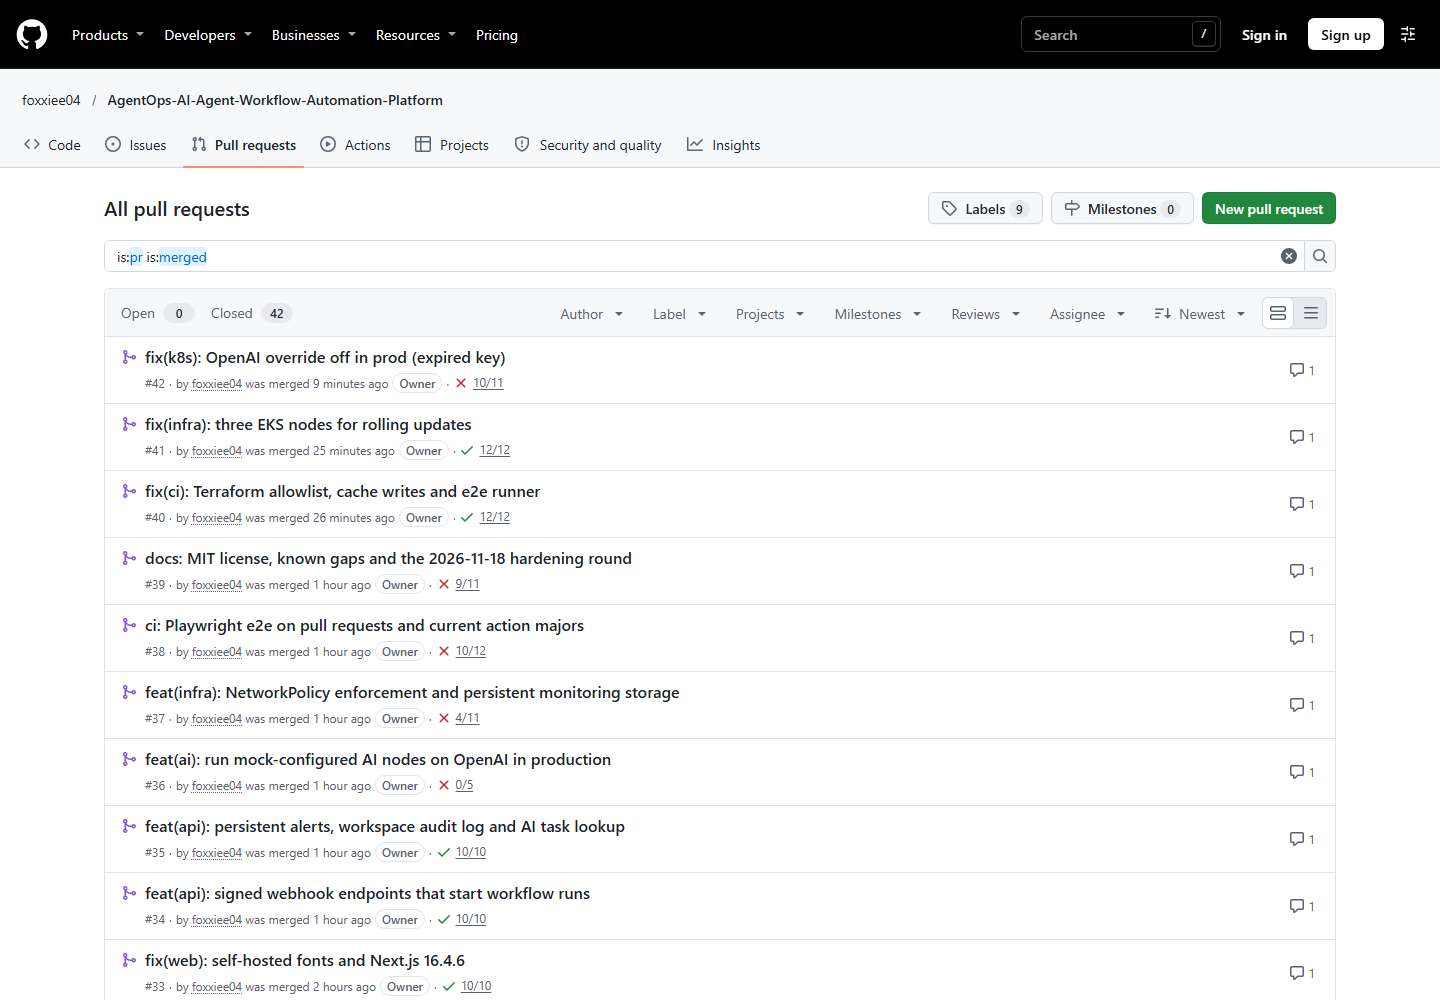 Products Developers Businesses Resources Pricing Search / Sign in Sign up
foxxiee04 / AgentOps-AI-Agent-Workflow-Automation-Platform
Code Issues Pull requests Actions Projects Security and quality Insights
All pull requests Labels 9 Milestones 0 New pull request
is:pr is:merged
Open 0 Closed 42 Author Label Projects Milestones Reviews Assignee Newest
fix(k8s): OpenAI override off in prod (expired key)
#42 · by foxxiee04 was merged 9 minutes ago Owner · 10/11
1
fix(infra): three EKS nodes for rolling updates
#41 · by foxxiee04 was merged 25 minutes ago Owner · 12/12
1
fix(ci): Terraform allowlist, cache writes and e2e runner
#40 · by foxxiee04 was merged 26 minutes ago Owner · 12/12
1
docs: MIT license, known gaps and the 2026-11-18 hardening round
#39 · by foxxiee04 was merged 1 hour ago Owner · 9/11
1
ci: Playwright e2e on pull requests and current action majors
#38 · by foxxiee04 was merged 1 hour ago Owner · 10/12
1
feat(infra): NetworkPolicy enforcement and persistent monitoring storage
#37 · by foxxiee04 was merged 1 hour ago Owner · 4/11
1
feat(ai): run mock-configured AI nodes on OpenAI in production
#36 · by foxxiee04 was merged 1 hour ago Owner · 0/5
1
feat(api): persistent alerts, workspace audit log and AI task lookup
#35 · by foxxiee04 was merged 1 hour ago Owner · 10/10
1
feat(api): signed webhook endpoints that start workflow runs
#34 · by foxxiee04 was merged 1 hour ago Owner · 10/10
1
fix(web): self-hosted fonts and Next.js 16.4.6
#33 · by foxxiee04 was merged 2 hours ago Owner · 10/10
1